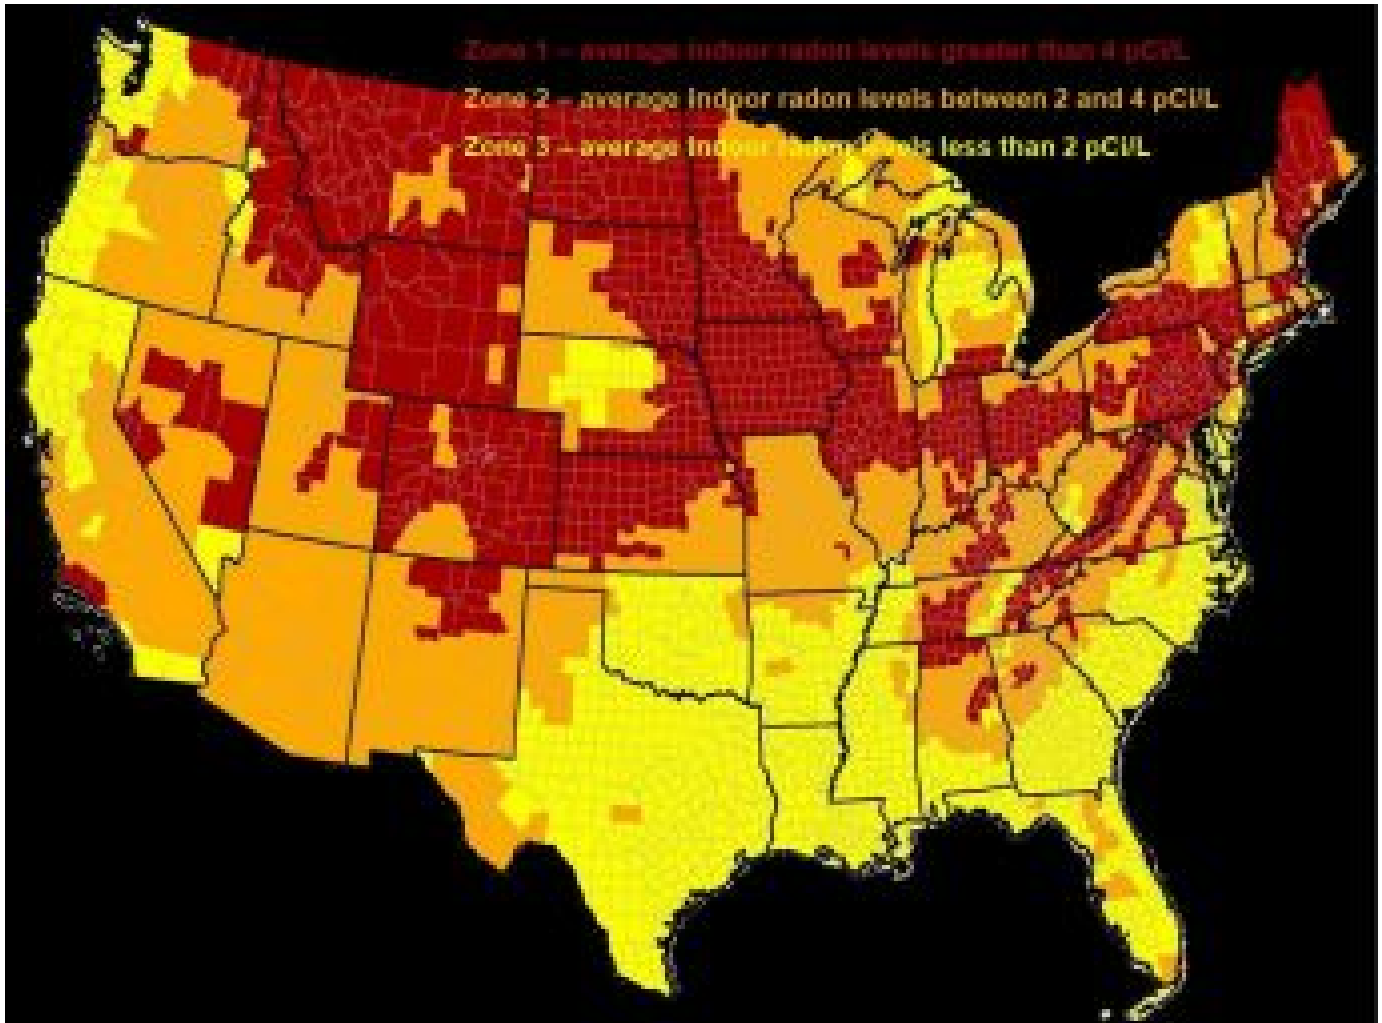 Zone 1 – average indoor radon levels greater than 4 pCi/L
Zone 2 – average indoor radon levels between 2 and 4 pCi/L
Zone 3 – average indoor radon levels less than 2 pCi/L